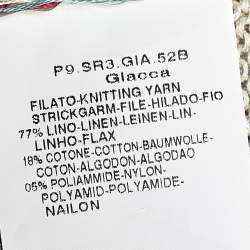 P9.SR3.GIA.52B
Giacca
FILATO-KNITTING YARN
STRICKGARM-FILE-HILADO-FIO
77% LINO-LINEN-LEINEN-LIN-
LINHO-FLAX
18% COTONE-COTTON-BAUMWOLLE-
COTON-ALGODON-ALGODAO
05% POLIAMMIDE-NYLON-
POLYAMID-POLYAMIDE-
NAILON